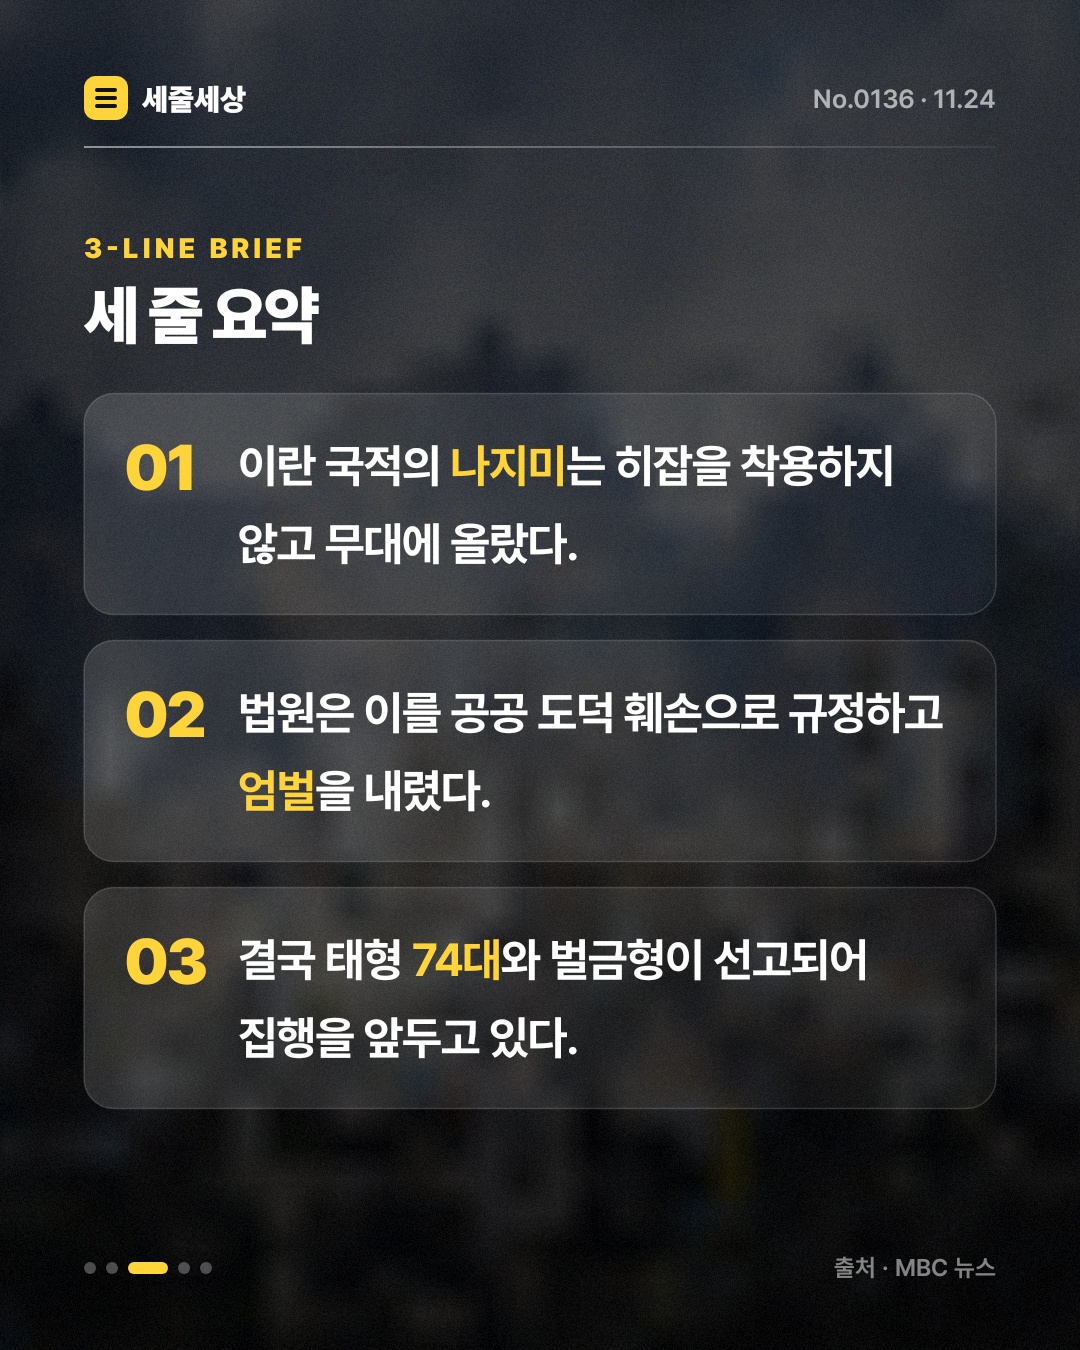 세줄세상
No.0136 · 11.24
3-LINE BRIEF
세 줄 요약
01 이란 국적의 나지미는 히잡을 착용하지
않고 무대에 올랐다.
02 법원은 이를 공공 도덕 훼손으로 규정하고
엄벌을 내렸다.
03 결국 태형 74대와 벌금형이 선고되어
집행을 앞두고 있다.
출처 · MBC 뉴스